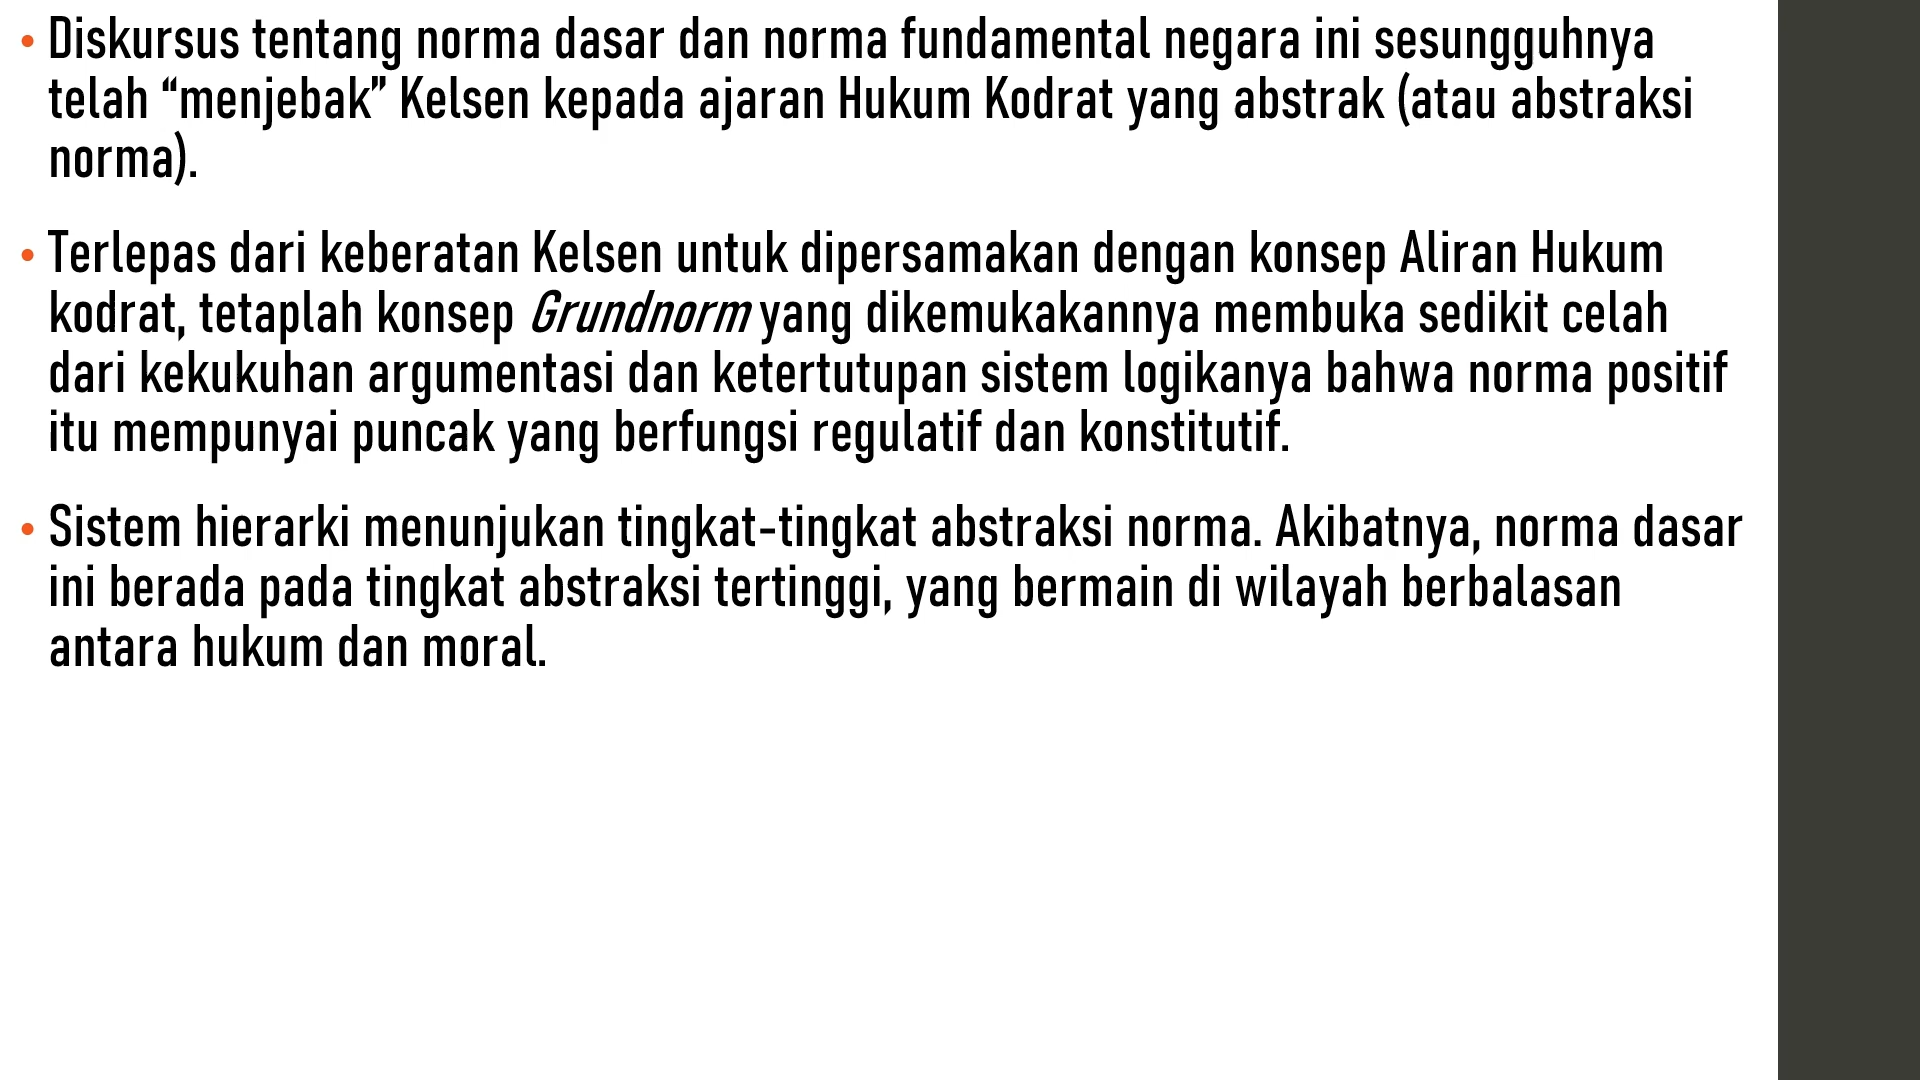 • Diskursus tentang norma dasar dan norma fundamental negara ini sesungguhnya
telah “menjebak” Kelsen kepada ajaran Hukum Kodrat yang abstrak (atau abstraksi
norma).
• Terlepas dari keberatan Kelsen untuk dipersamakan dengan konsep Aliran Hukum
kodrat, tetaplah konsep Grundnorm yang dikemukakannya membuka sedikit celah
dari kekukuhan argumentasi dan ketertutupan sistem logikanya bahwa norma positif
itu mempunyai puncak yang berfungsi regulatif dan konstitutif.
• Sistem hierarki menunjukan tingkat-tingkat abstraksi norma. Akibatnya, norma dasar
ini berada pada tingkat abstraksi tertinggi, yang bermain di wilayah berbalasan
antara hukum dan moral.